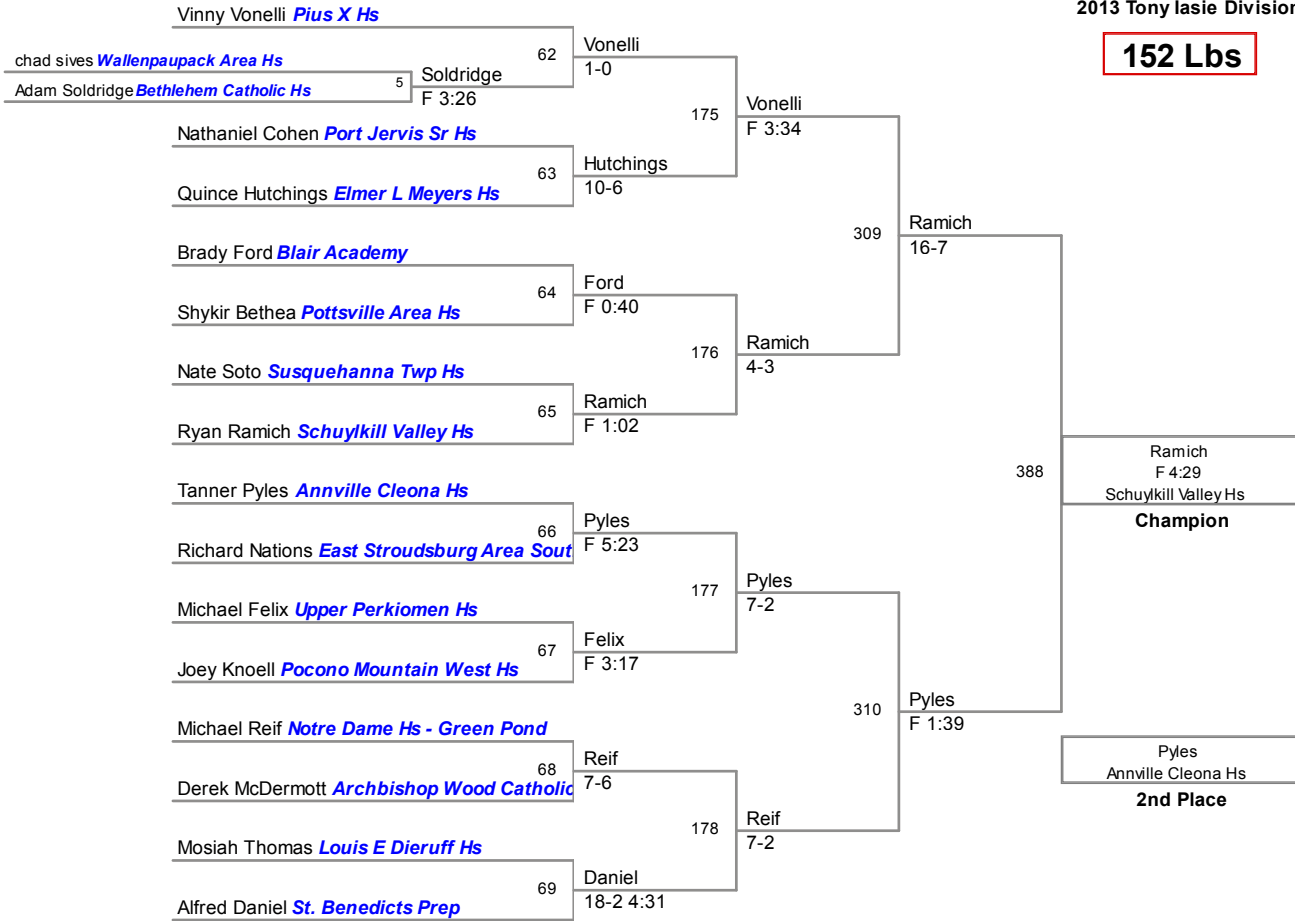 2013 Tony Iasie Division
152 Lbs
Vinny Vonelli Pius X Hs
chad sives Wallenpaupack Area Hs
Adam Soldridge Bethlehem Catholic Hs
5
Soldridge
F 3:26
62
Vonelli
1-0
Nathaniel Cohen Port Jervis Sr Hs
Quince Hutchings Elmer L Meyers Hs
63
Hutchings
10-6
175
Vonelli
F 3:34
Brady Ford Blair Academy
Shykir Bethea Pottsville Area Hs
64
Ford
F 0:40
Nate Soto Susquehanna Twp Hs
Ryan Ramich Schuylkill Valley Hs
65
Ramich
F 1:02
176
Ramich
4-3
309
Ramich
16-7
Tanner Pyles Annville Cleona Hs
Richard Nations East Stroudsburg Area Sout
66
Pyles
F 5:23
Michael Felix Upper Perkiomen Hs
Joey Knoell Pocono Mountain West Hs
67
Felix
F 3:17
177
Pyles
7-2
Michael Reif Notre Dame Hs - Green Pond
Derek McDermott Archbishop Wood Catholic
68
Reif
7-6
Mosiah Thomas Louis E Dieruff Hs
Alfred Daniel St. Benedicts Prep
69
Daniel
18-2 4:31
178
Reif
7-2
310
Pyles
F 1:39
388
Ramich
F 4:29
Schuylkill Valley Hs
Champion
Pyles
Annville Cleona Hs
2nd Place